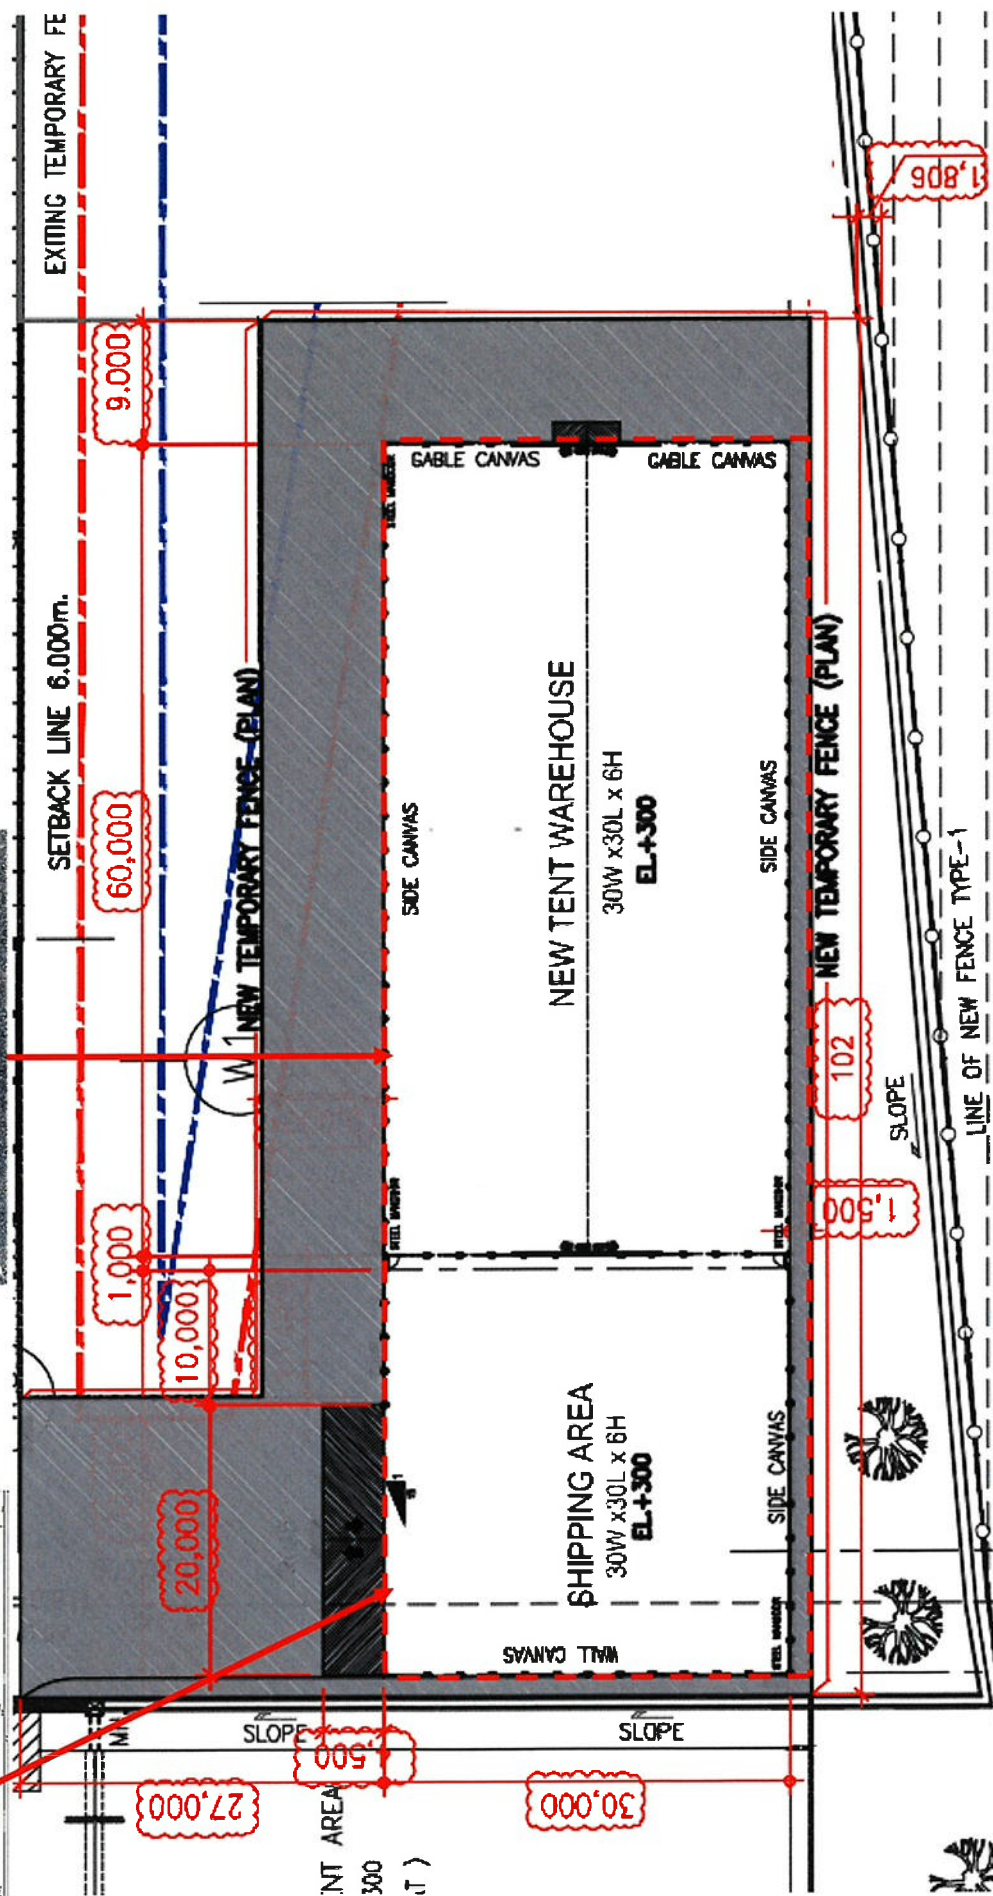 EXITING TEMPORARY FE
SETBACK LINE 6.000m.
9.000
60,000
1,000
10,000
20,000
27,000
,500
30,000
1,500
102
1,806
W1
NEW TEMPORARY FENCE (PLAN)
GABLE CANVAS
GABLE CANVAS
SIDE CANVAS
NEW TENT WAREHOUSE
30W x30L x 6H
EL.+300
SIDE CANVAS
NEW TEMPORARY FENCE (PLAN)
SHIPPING AREA
30W x30L x 6H
EL.+300
SIDE CANVAS
WALL CANVAS
SLOPE
SLOPE
SLOPE
LINE OF NEW FENCE TYPE-1
ENT AREA
300